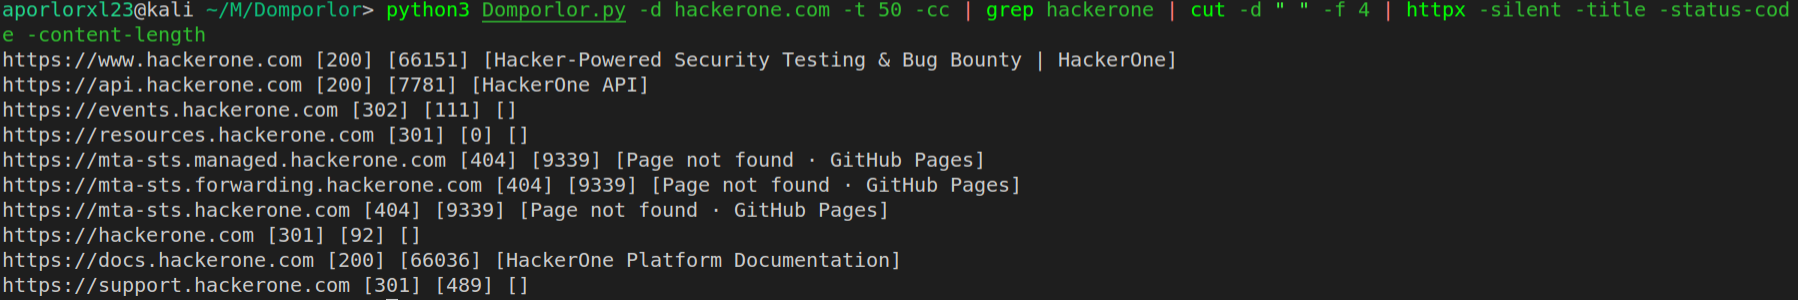 aporlorxl23@kali ~/M/Domporlor> python3 Domporlor.py -d hackerone.com -t 50 -cc | grep hackerone | cut -d " " -f 4 | httpx -silent -title -status-cod
e -content-length
https://www.hackerone.com [200] [66151] [Hacker-Powered Security Testing & Bug Bounty | HackerOne]
https://api.hackerone.com [200] [7781] [HackerOne API]
https://events.hackerone.com [302] [111] []
https://resources.hackerone.com [301] [0] []
https://mta-sts.managed.hackerone.com [404] [9339] [Page not found · GitHub Pages]
https://mta-sts.forwarding.hackerone.com [404] [9339] [Page not found · GitHub Pages]
https://mta-sts.hackerone.com [404] [9339] [Page not found · GitHub Pages]
https://hackerone.com [301] [92] []
https://docs.hackerone.com [200] [66036] [HackerOne Platform Documentation]
https://support.hackerone.com [301] [489] []